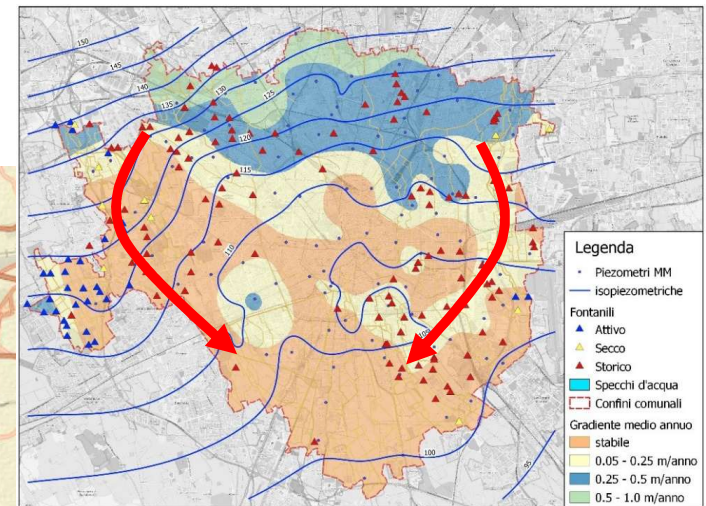 150
145
140
135
130
125
120
115
110
100
100
95
Legenda
Piezometri MM
isopiezometriche
Fontanili
Attivo
Secco
Storico
Specchi d'acqua
Confini comunali
Gradiente medio annuo
stabile
0.05 - 0.25 m/anno
0.25 - 0.5 m/anno
0.5 - 1.0 m/anno